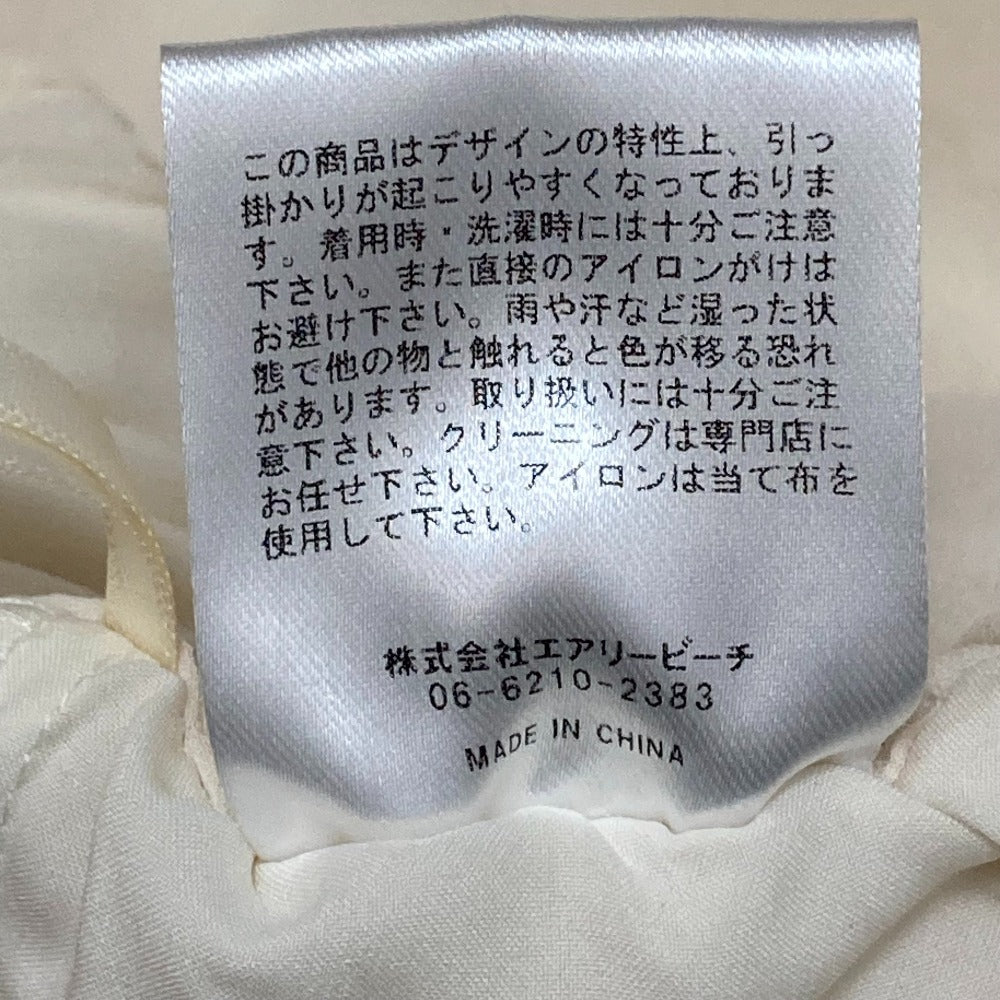 この商品はデザインの特性上、引っ
掛かりが起こりやすくなっておりま
す。着用時・洗濯時には十分ご注意
下さい。また直接のアイロンがけは
お避け下さい。雨や汗など湿った状
態で他の物と触れると色が移る恐れ
があります。取り扱いには十分ご注
意下さい。クリーニングは専門店に
お任せ下さい。アイロンは当て布を
使用して下さい。
株式会社エアリービーチ
06-6210-2383
MADE IN CHINA